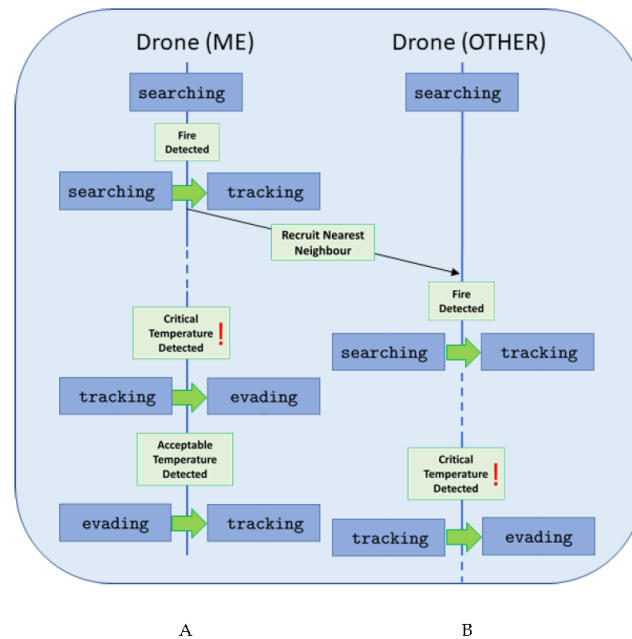 Drone (ME)
Drone (OTHER)
searching
searching
Fire
Detected
searching
tracking
Recruit Nearest
Neighbour
Fire
Detected
Critical
Temperature
Detected
!
searching
tracking
tracking
evading
Acceptable
Temperature
Detected
Critical
Temperature
Detected
!
evading
tracking
tracking
evading
A
B